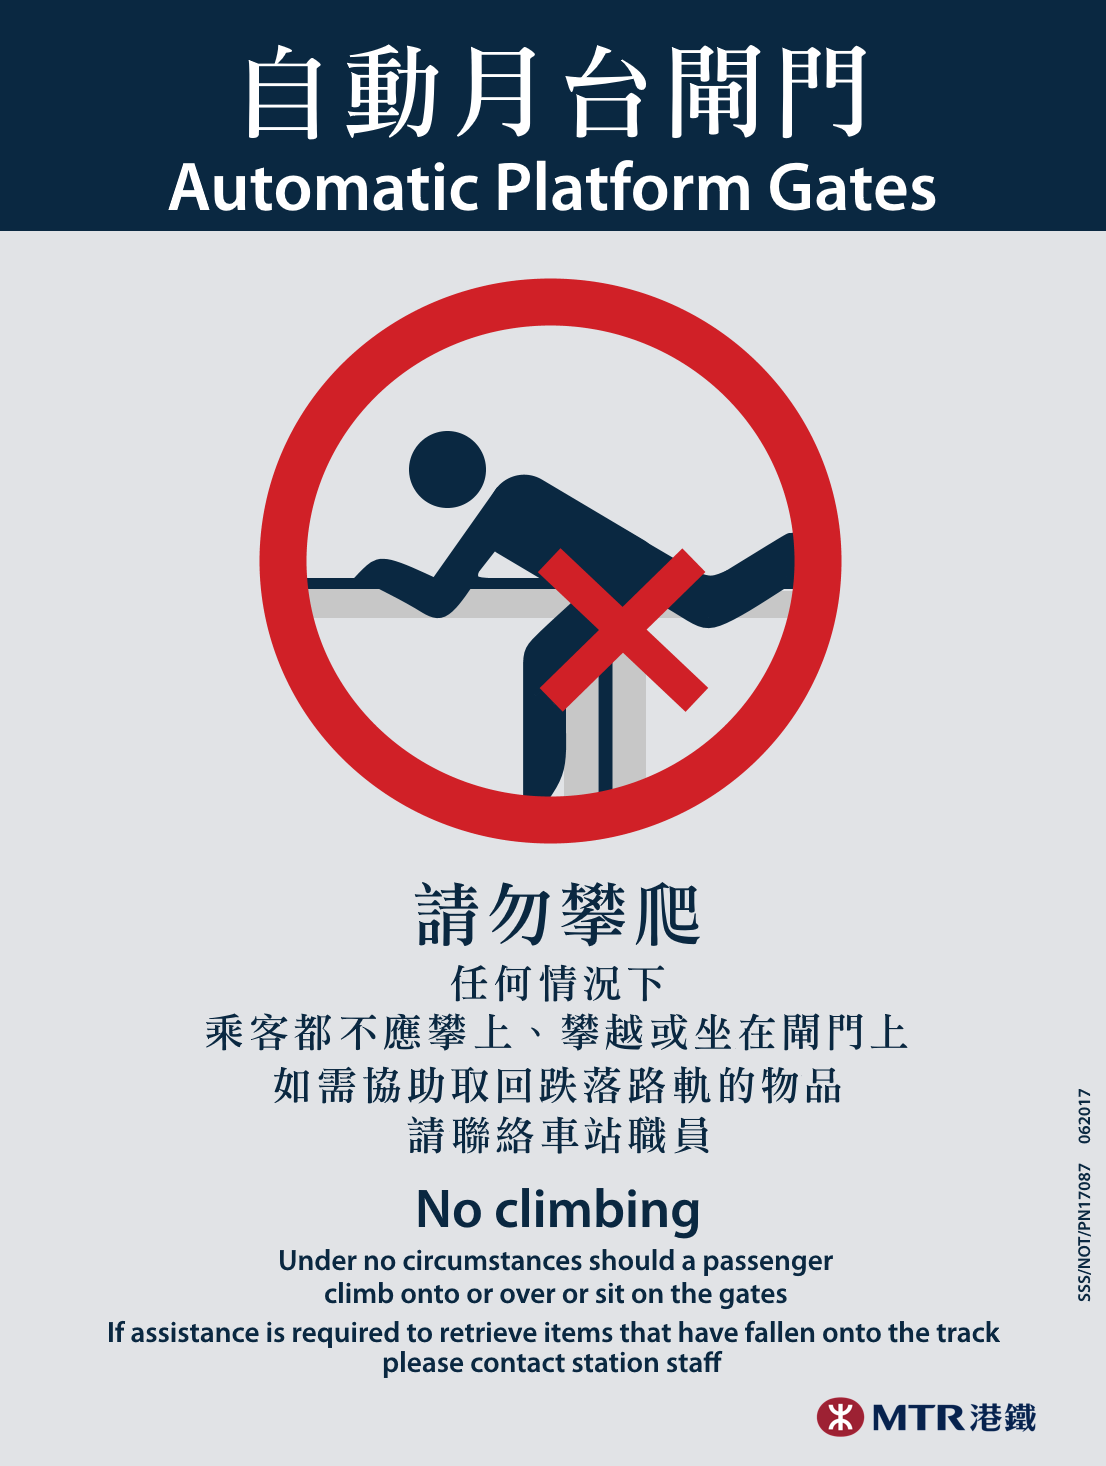 自動月台閘門
Automatic Platform Gates
請勿攀爬
任何情況下
乘客都不應攀上、攀越或坐在閘門上
如需協助取回跌落路軌的物品
請聯絡車站職員
No climbing
Under no circumstances should a passenger
climb onto or over or sit on the gates
If assistance is required to retrieve items that have fallen onto the track
please contact station staff
SSS/NOT/PN17087 062017
MTR 港鐵